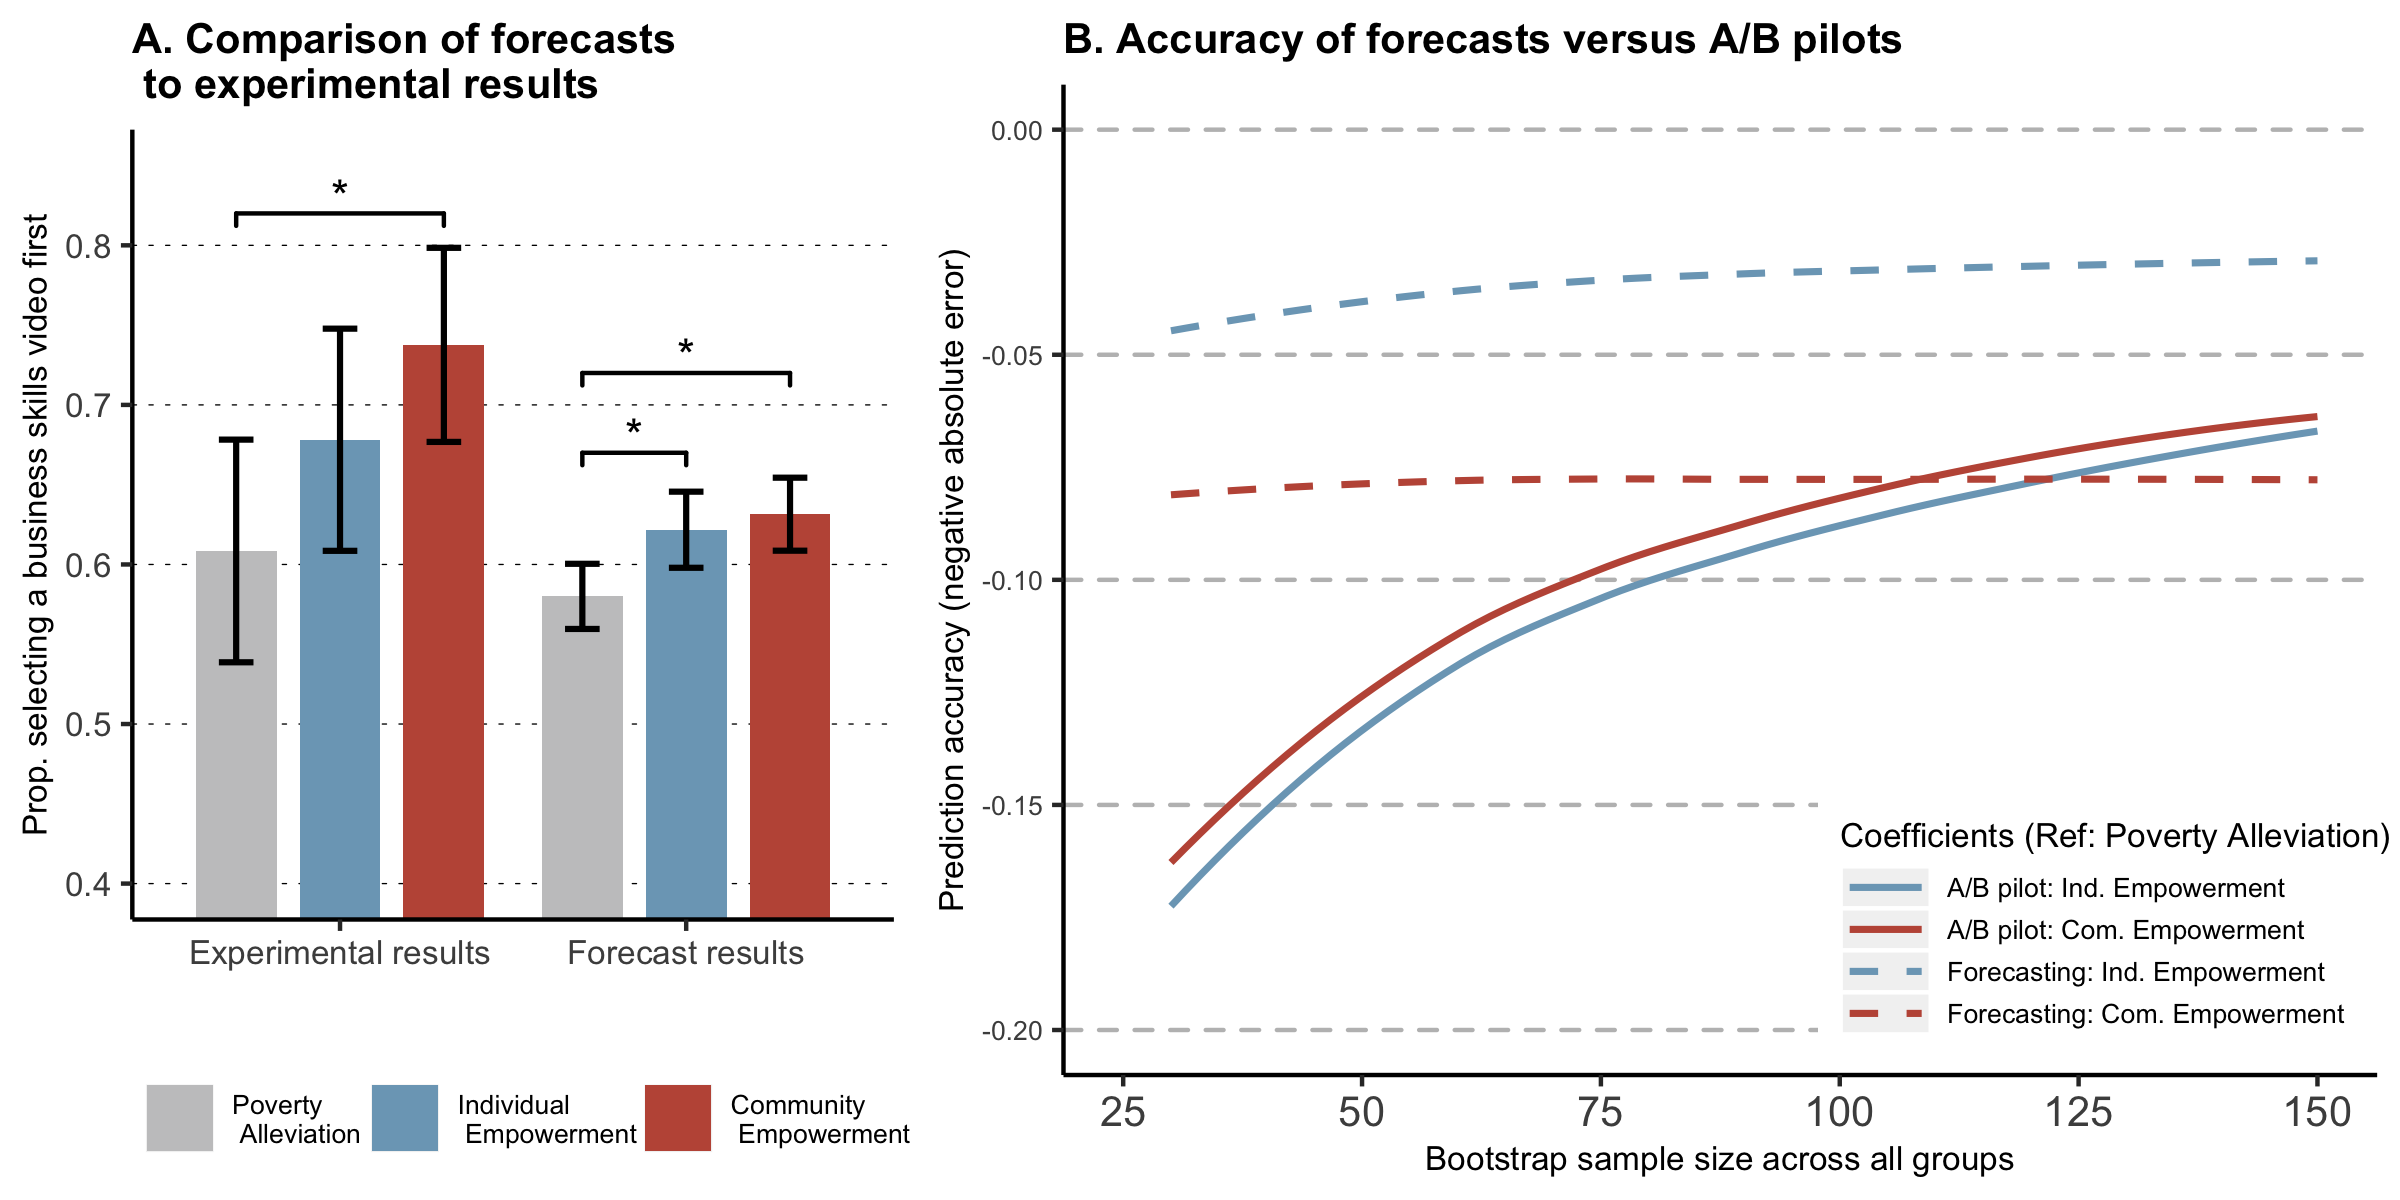 A. Comparison of forecasts
to experimental results
Prop. selecting a business skills video first
0.8
0.7
0.6
0.5
0.4
*
*
*
Experimental results
Forecast results
Poverty
Alleviation
Individual
Empowerment
Community
Empowerment
B. Accuracy of forecasts versus A/B pilots
Prediction accuracy (negative absolute error)
0.00
-0.05
-0.10
-0.15
-0.20
Coefficients (Ref: Poverty Alleviation)
A/B pilot: Ind. Empowerment
A/B pilot: Com. Empowerment
Forecasting: Ind. Empowerment
Forecasting: Com. Empowerment
25
50
75
100
125
150
Bootstrap sample size across all groups